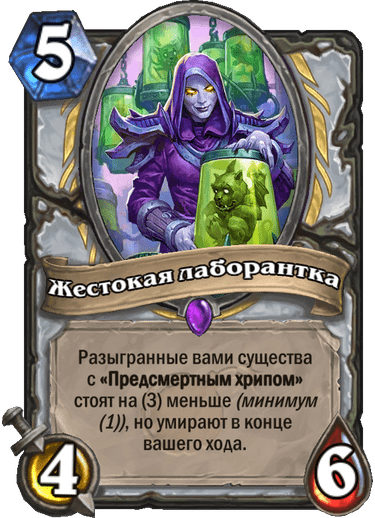 5
Жестокая лаборантка
Разыгранные вами существа
с «Предсмертным хрипом»
стоят на (3) меньше (минимум
(1)), но умирают в конце
вашего хода.
4
6